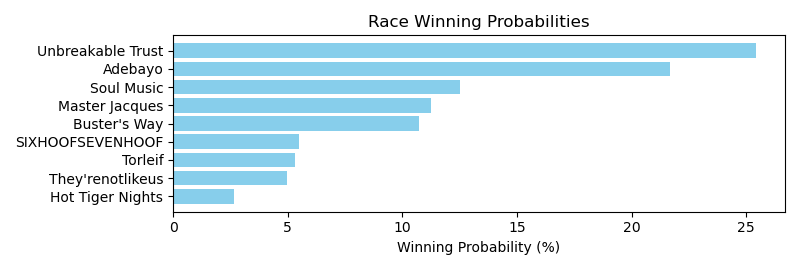 Race Winning Probabilities
Unbreakable Trust
Adebayo
Soul Music
Master Jacques
Buster's Way
SIXHOOFSEVENHOOF
Torleif
They'renotlikeus
Hot Tiger Nights
0 5 10 15 20 25
Winning Probability (%)